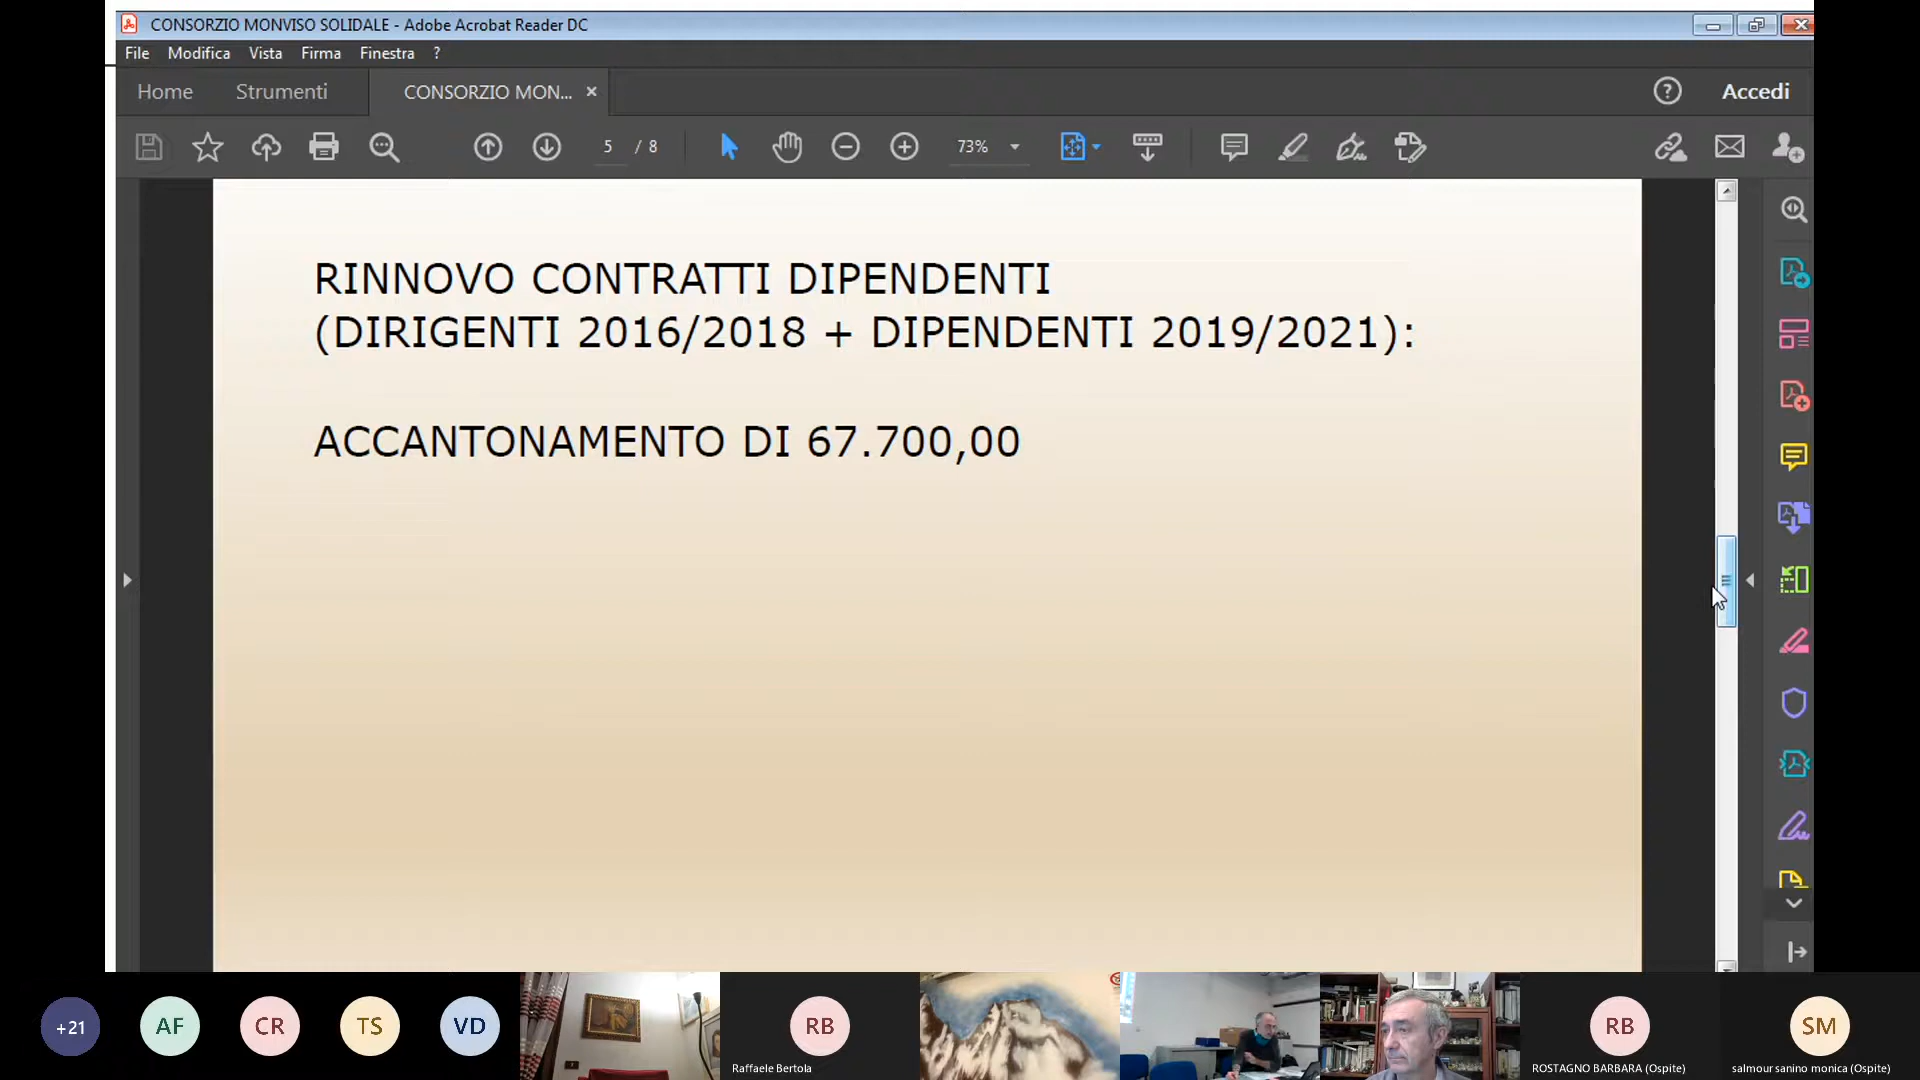 CONSORZIO MONVISO SOLIDALE - Adobe Acrobat Reader DC
File Modifica Vista Firma Finestra ?
Home Strumenti CONSORZIO MON... × ? Accedi
5 / 8 73%
RINNOVO CONTRATTI DIPENDENTI
(DIRIGENTI 2016/2018 + DIPENDENTI 2019/2021):
ACCANTONAMENTO DI 67.700,00
+21 AF CR TS VD RB RB SM
Raffaele Bertola ROSTAGNO BARBARA (Ospite) salmour sanino monica (Ospite)